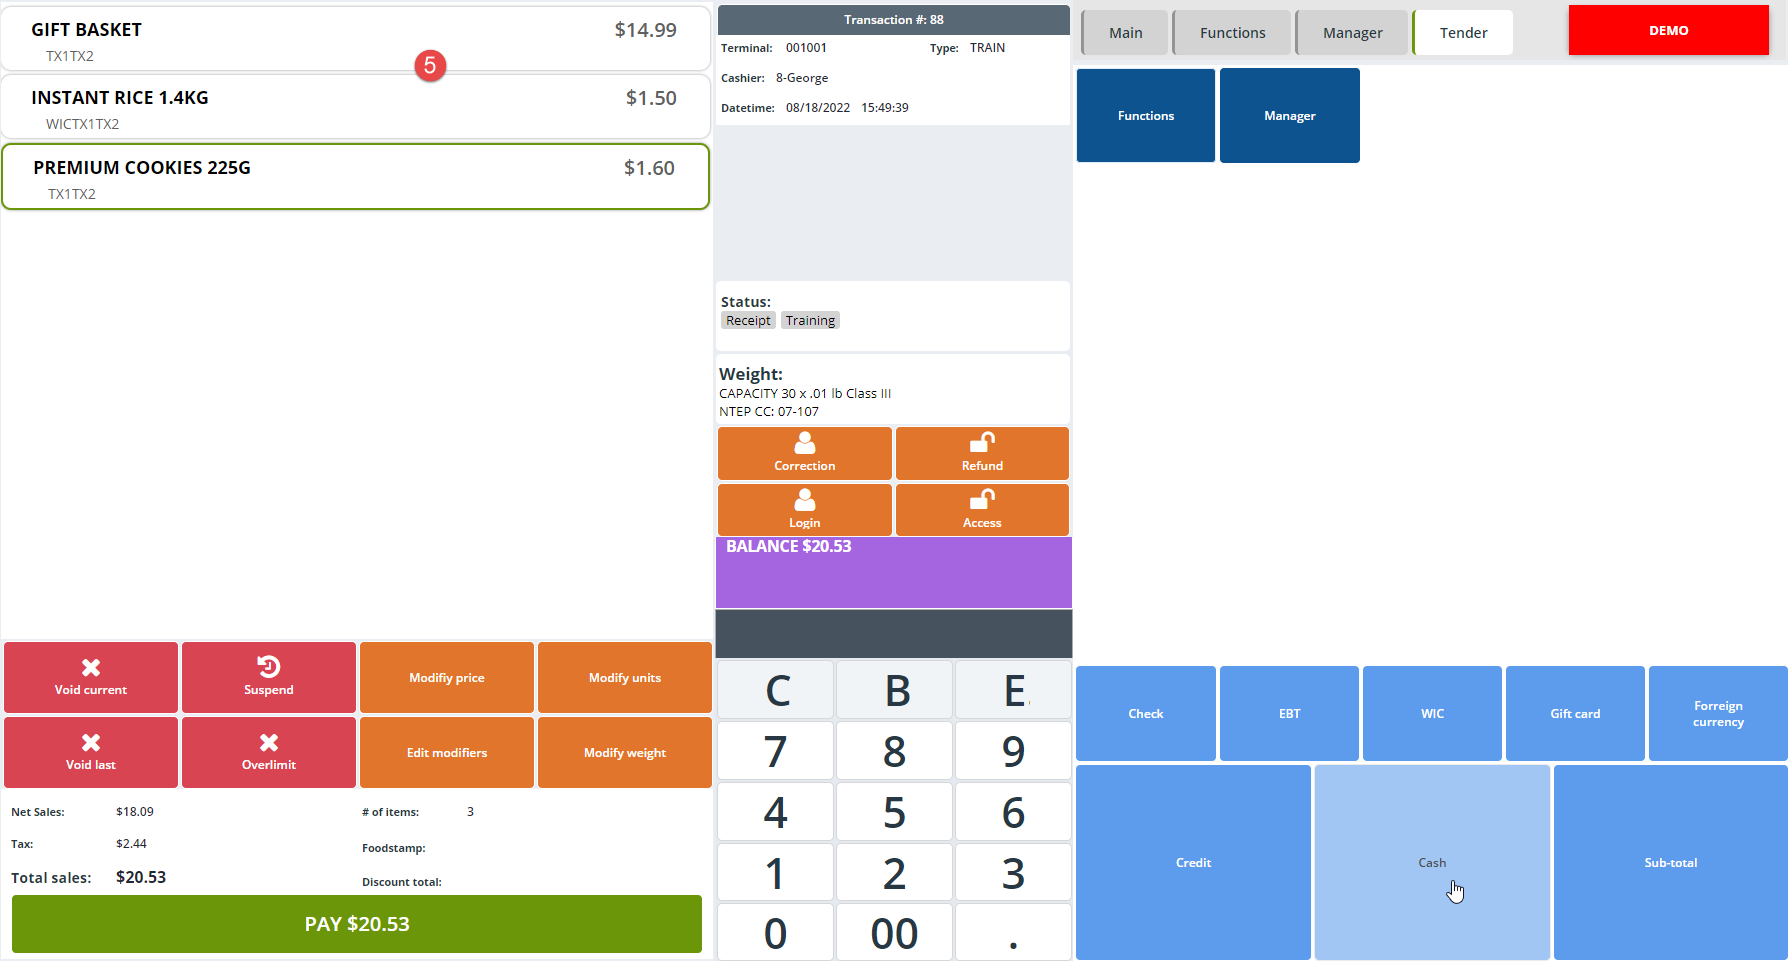 GIFT BASKET $14.99
TX1TX2
5
INSTANT RICE 1.4KG $1.50
WICTX1TX2
PREMIUM COOKIES 225G $1.60
TX1TX2
Void current
Suspend
Modifiy price
Modify units
Void last
Overlimit
Edit modifiers
Modify weight
Net Sales: $18.09 # of items: 3
Tax: $2.44
Foodstamp:
Total sales: $20.53
Discount total:
PAY $20.53
Transaction #: 88
Terminal: 001001 Type: TRAIN
Cashier: 8-George
Datetime: 08/18/2022 15:49:39
Status:
Receipt Training
Weight:
CAPACITY 30 x .01 lb Class III
NTEP CC: 07-107
Correction
Refund
Login
Access
BALANCE $20.53
C B E
7 8 9
4 5 6
1 2 3
0 00 .
Main
Functions
Manager
Tender
DEMO
Functions
Manager
Check
EBT
WIC
Gift card
Forreign
currency
Credit
Cash
Sub-total